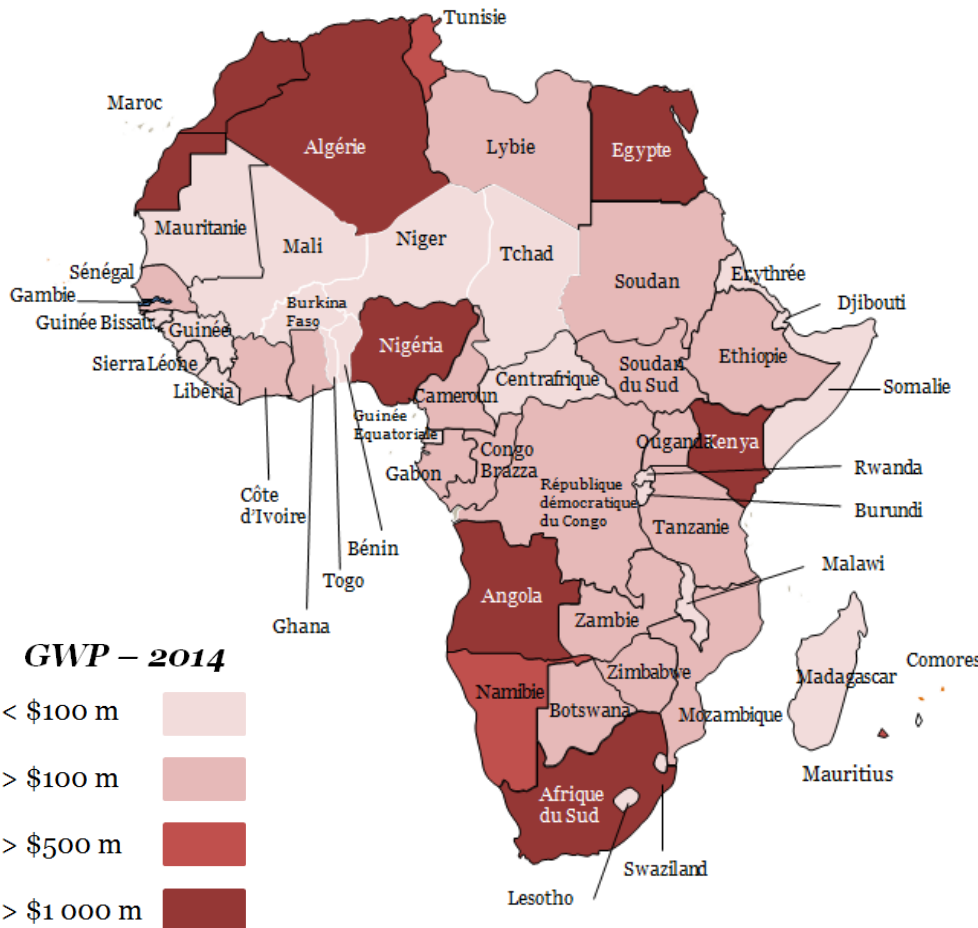 Tunisie
Maroc
Algérie
Lybie
Egypte
Mauritanie
Mali
Niger
Tchad
Soudan
Erythrée
Sénégal
Gambie
Djibouti
Burkina
Faso
Guinée Bissau
Guinée
Nigéria
Ethiopie
Sierra Léone
Soudan
du Sud
Centrafrique
Somalie
Libéria
Cameroun
Guinée
Equatoriale
Ouganda
Kenya
Congo
Brazza
Gabon
Rwanda
République
démocratique
du Congo
Côte
d'Ivoire
Burundi
Tanzanie
Bénin
Malawi
Togo
Angola
Ghana
Zambie
GWP – 2014
Comores
Zimbabwe
Madagascar
Namibie
Botswana
Mozambique
< $100 m
Mauritius
> $100 m
Afrique
du Sud
> $500 m
Swaziland
Lesotho
> $1 000 m